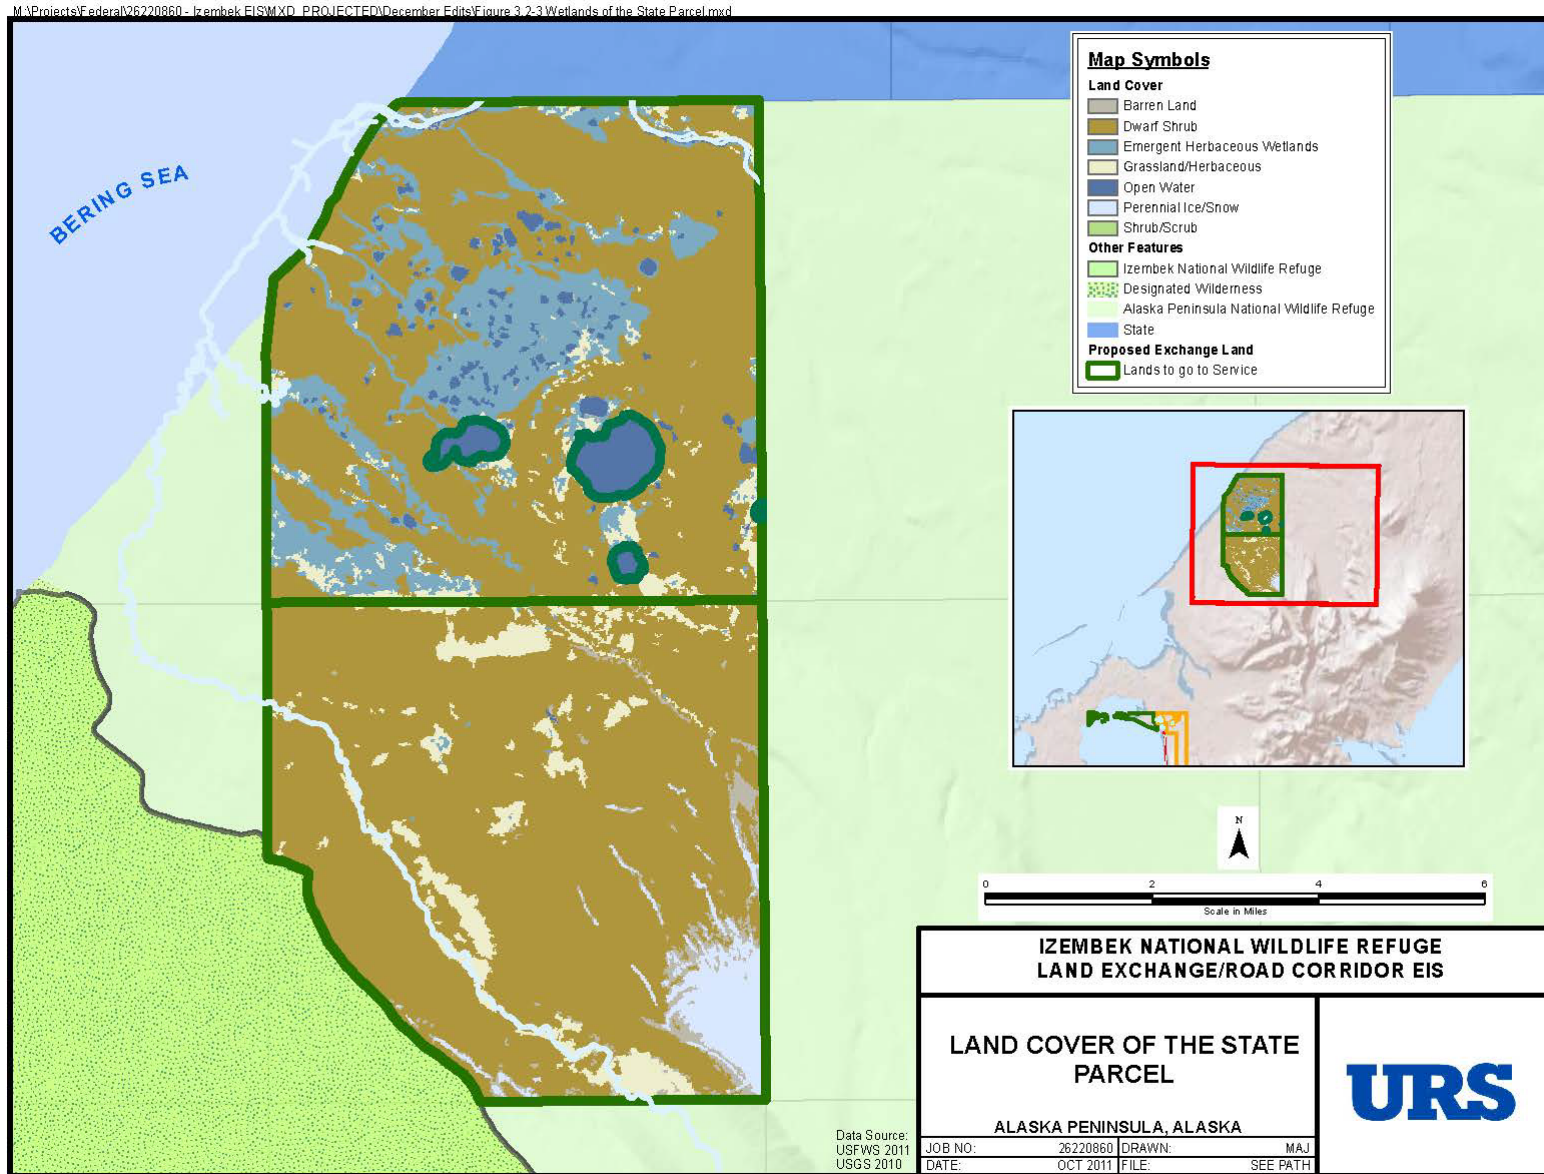 M:\Projects\Federal\26220860 - Izembek EIS\MXD_PROJECTED\December Edits\Figure 3.2-3 Wetlands of the State Parcel.mxd
BERING SEA
Map Symbols
Land Cover
Barren Land
Dwarf Shrub
Emergent Herbaceous Wetlands
Grassland/Herbaceous
Open Water
Perennial Ice/Snow
Shrub/Scrub
Other Features
Izembek National Wildlife Refuge
Designated Wilderness
Alaska Peninsula National Wildlife Refuge
State
Proposed Exchange Land
Lands to go to Service
N
0 2 4 6
Scale in Miles
IZEMBEK NATIONAL WILDLIFE REFUGE
LAND EXCHANGE/ROAD CORRIDOR EIS
LAND COVER OF THE STATE
PARCEL
ALASKA PENINSULA, ALASKA
JOB NO: 26220860 DRAWN: MAJ
DATE: OCT 2011 FILE: SEE PATH
URS
Data Source:
USFWS 2011
USGS 2010